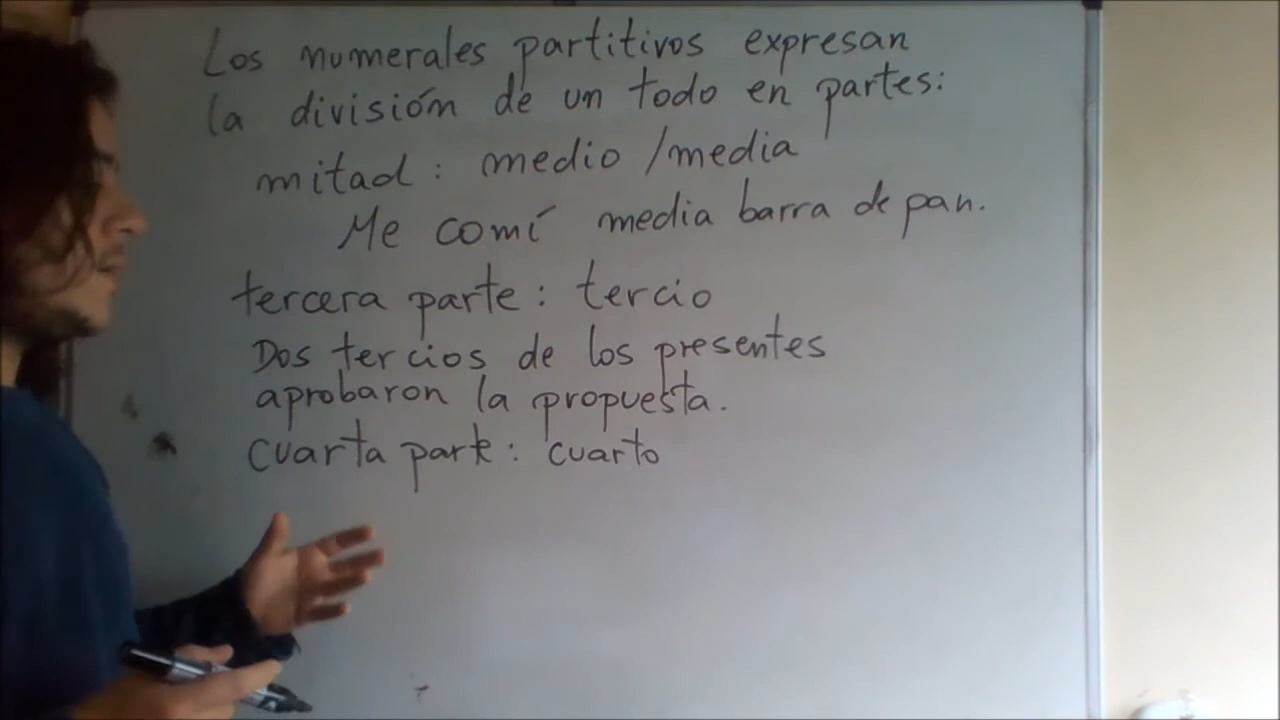 Los numerales partitivos expresan
la división de un todo en partes:
mitad: medio/media
Me comí media barra de pan.
tercera parte: tercio
Dos tercios de los presentes
aprobaron la propuesta.
cuarta parte: cuarto